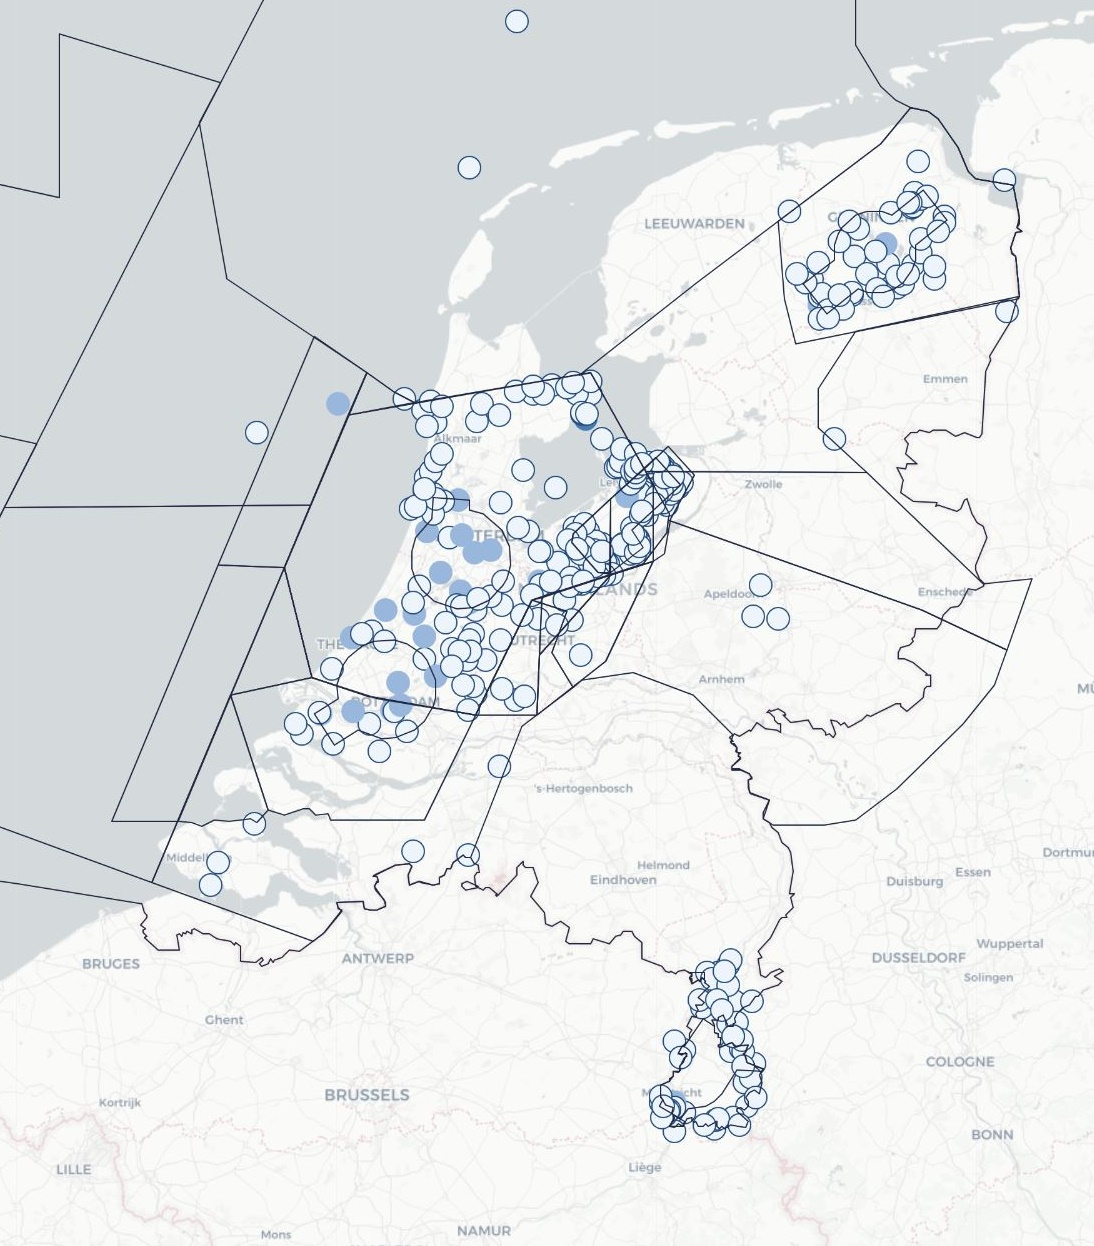 LEEUWARDEN
Emmen
Alkmaar
Zwolle
Enschede
Apeldoorn
UTRECHT
Arnhem
's-Hertogenbosch
Helmond
Eindhoven
Duisburg
Essen
Wuppertal
DUSSELDORF
Solingen
BRUGES
ANTWERP
Ghent
COLOGNE
BRUSSELS
Kortrijk
BONN
LILLE
Liège
NAMUR
Mons